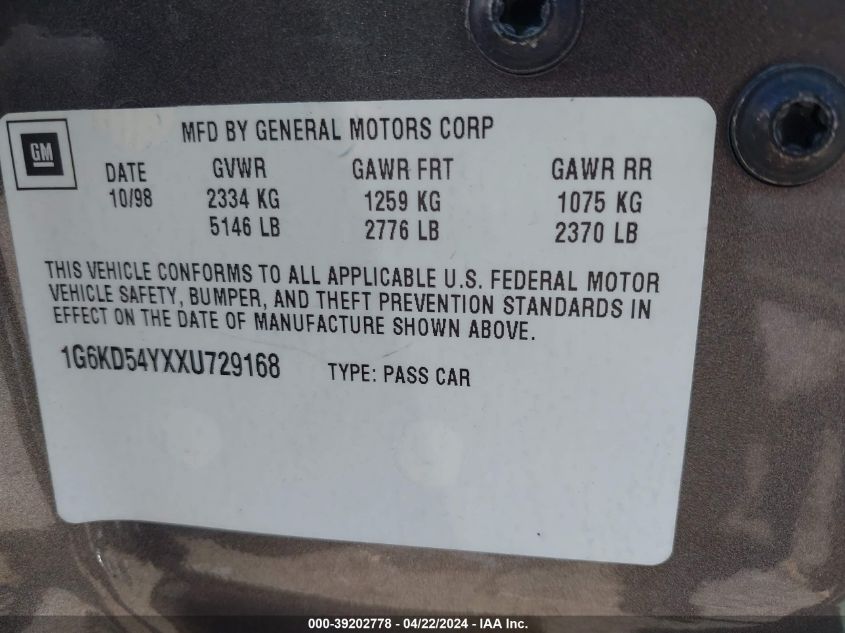 MFD BY GENERAL MOTORS CORP
GM
DATE GVWR GAWR FRT GAWR RR
10/98 2334 KG 1259 KG 1075 KG
5146 LB 2776 LB 2370 LB
THIS VEHICLE CONFORMS TO ALL APPLICABLE U.S. FEDERAL MOTOR
VEHICLE SAFETY, BUMPER, AND THEFT PREVENTION STANDARDS IN
EFFECT ON THE DATE OF MANUFACTURE SHOWN ABOVE.
1G6KD54YXXU729168 TYPE: PASS CAR
000-39202778 - 04/22/2024 - IAA Inc.